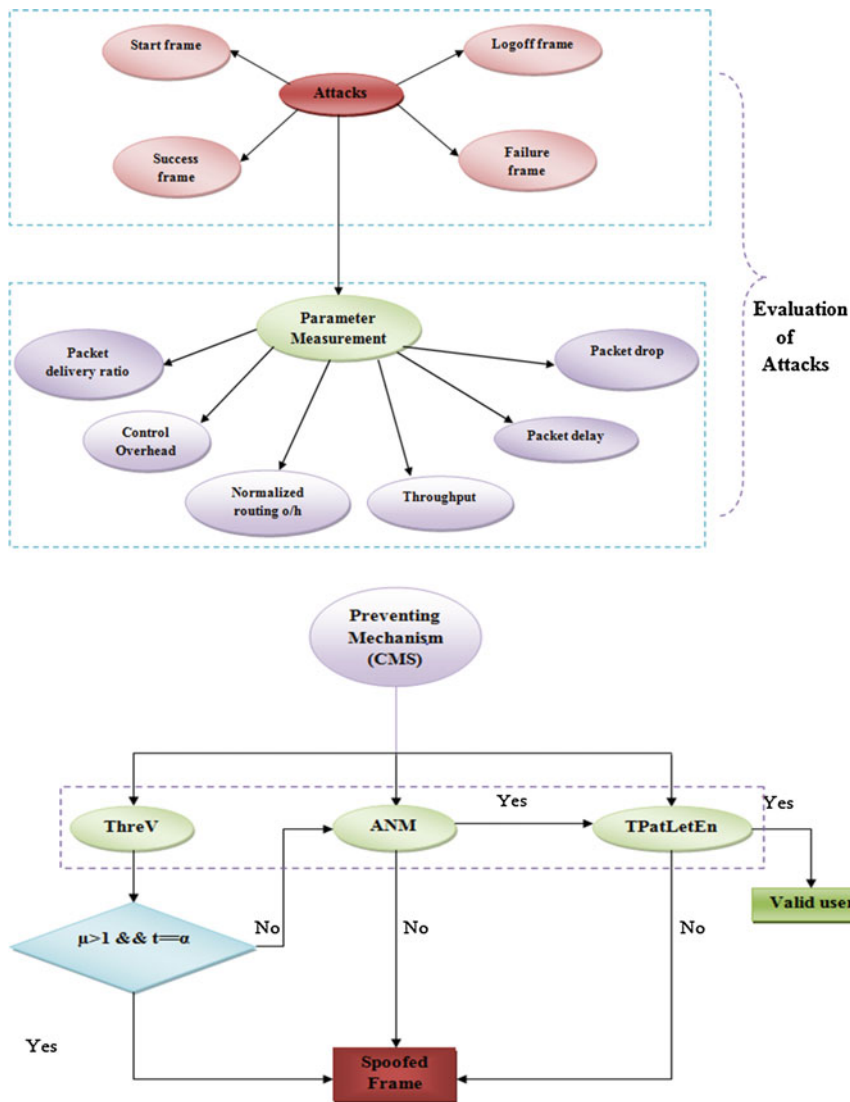 Start frame
Logoff frame
Attacks
Success
frame
Failure
frame
Parameter
Measurement
Packet
delivery ratio
Packet drop
Control
Overhead
Packet delay
Normalized
routing o/h
Throughput
Evaluation
of
Attacks
Preventing
Mechanism
(CMS)
ThreV
ANM
Yes
TPatLetEn
Yes
Valid user
μ>1 && t==α
No
No
No
Yes
Spoofed
Frame